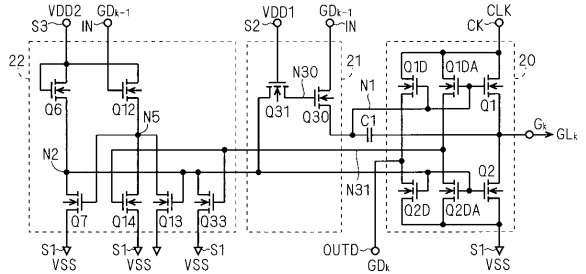 VDD2 GDk-1 VDD1 GDk-1 CLK
S3 IN S2 IN CK
22 21 20
Q6 Q12 Q31 N30 Q30 N1 C1 Q1D Q1DA Q1
N5
N2
Gk
GLk
N31
Q7 Q14 Q13 Q33 Q2D Q2DA Q2
S1 S1 S1 OUTD S1
VSS VSS VSS VSS GDk VSS